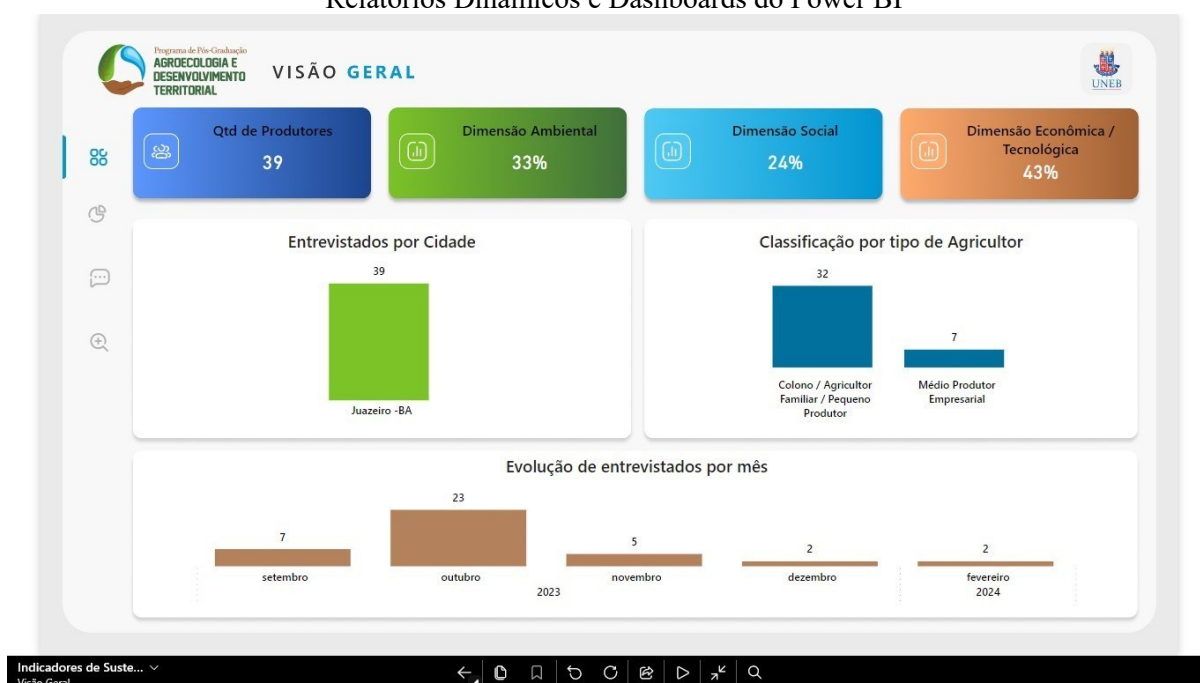 Relatórios Dinâmicos e Dashboards do Power BI
Programa de Pós-Graduação
AGROECOLOGIA E
DESENVOLVIMENTO
TERRITORIAL
VISÃO GERAL
UNEB
Qtd de Produtores
39
Dimensão Ambiental
33%
Dimensão Social
24%
Dimensão Econômica /
Tecnológica
43%
Entrevistados por Cidade
39
Juazeiro -BA
Classificação por tipo de Agricultor
32
7
Colono / Agricultor
Familiar / Pequeno
Produtor
Médio Produtor
Empresarial
Evolução de entrevistados por mês
7
23
5
2
2
setembro
outubro
novembro
dezembro
fevereiro
2023
2024
Indicadores de Suste...
Visão Geral